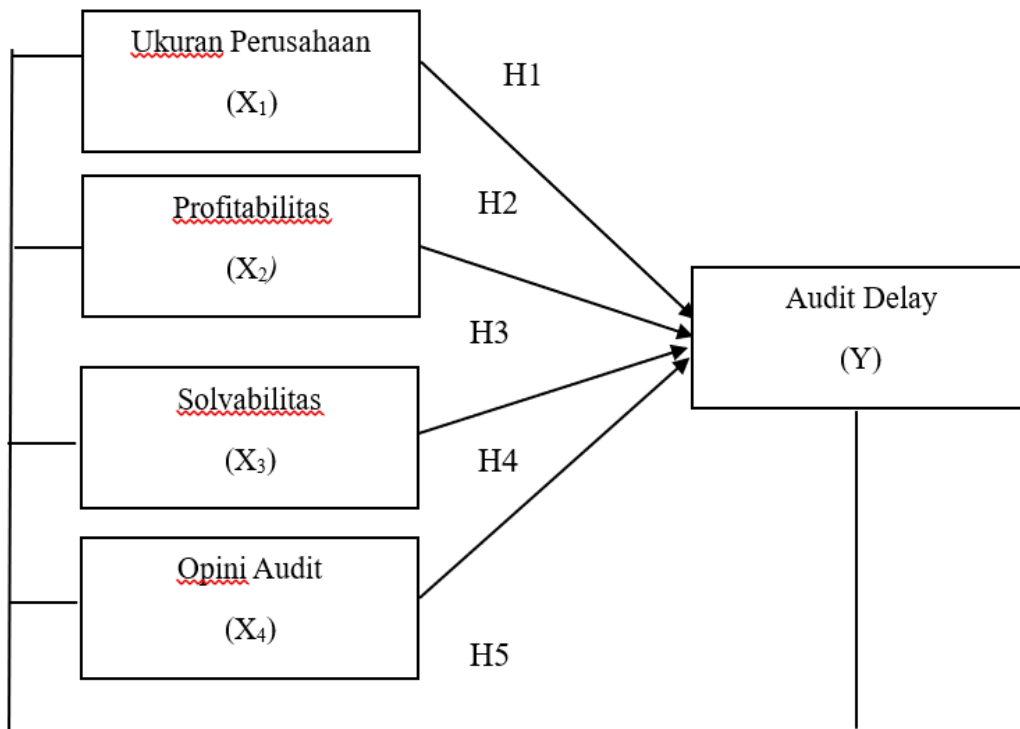 Ukuran Perusahaan
(X₁)
H1
Profitabilitas
(X₂)
H2
Audit Delay
(Y)
H3
Solvabilitas
(X₃)
H4
Opini Audit
(X₄)
H5